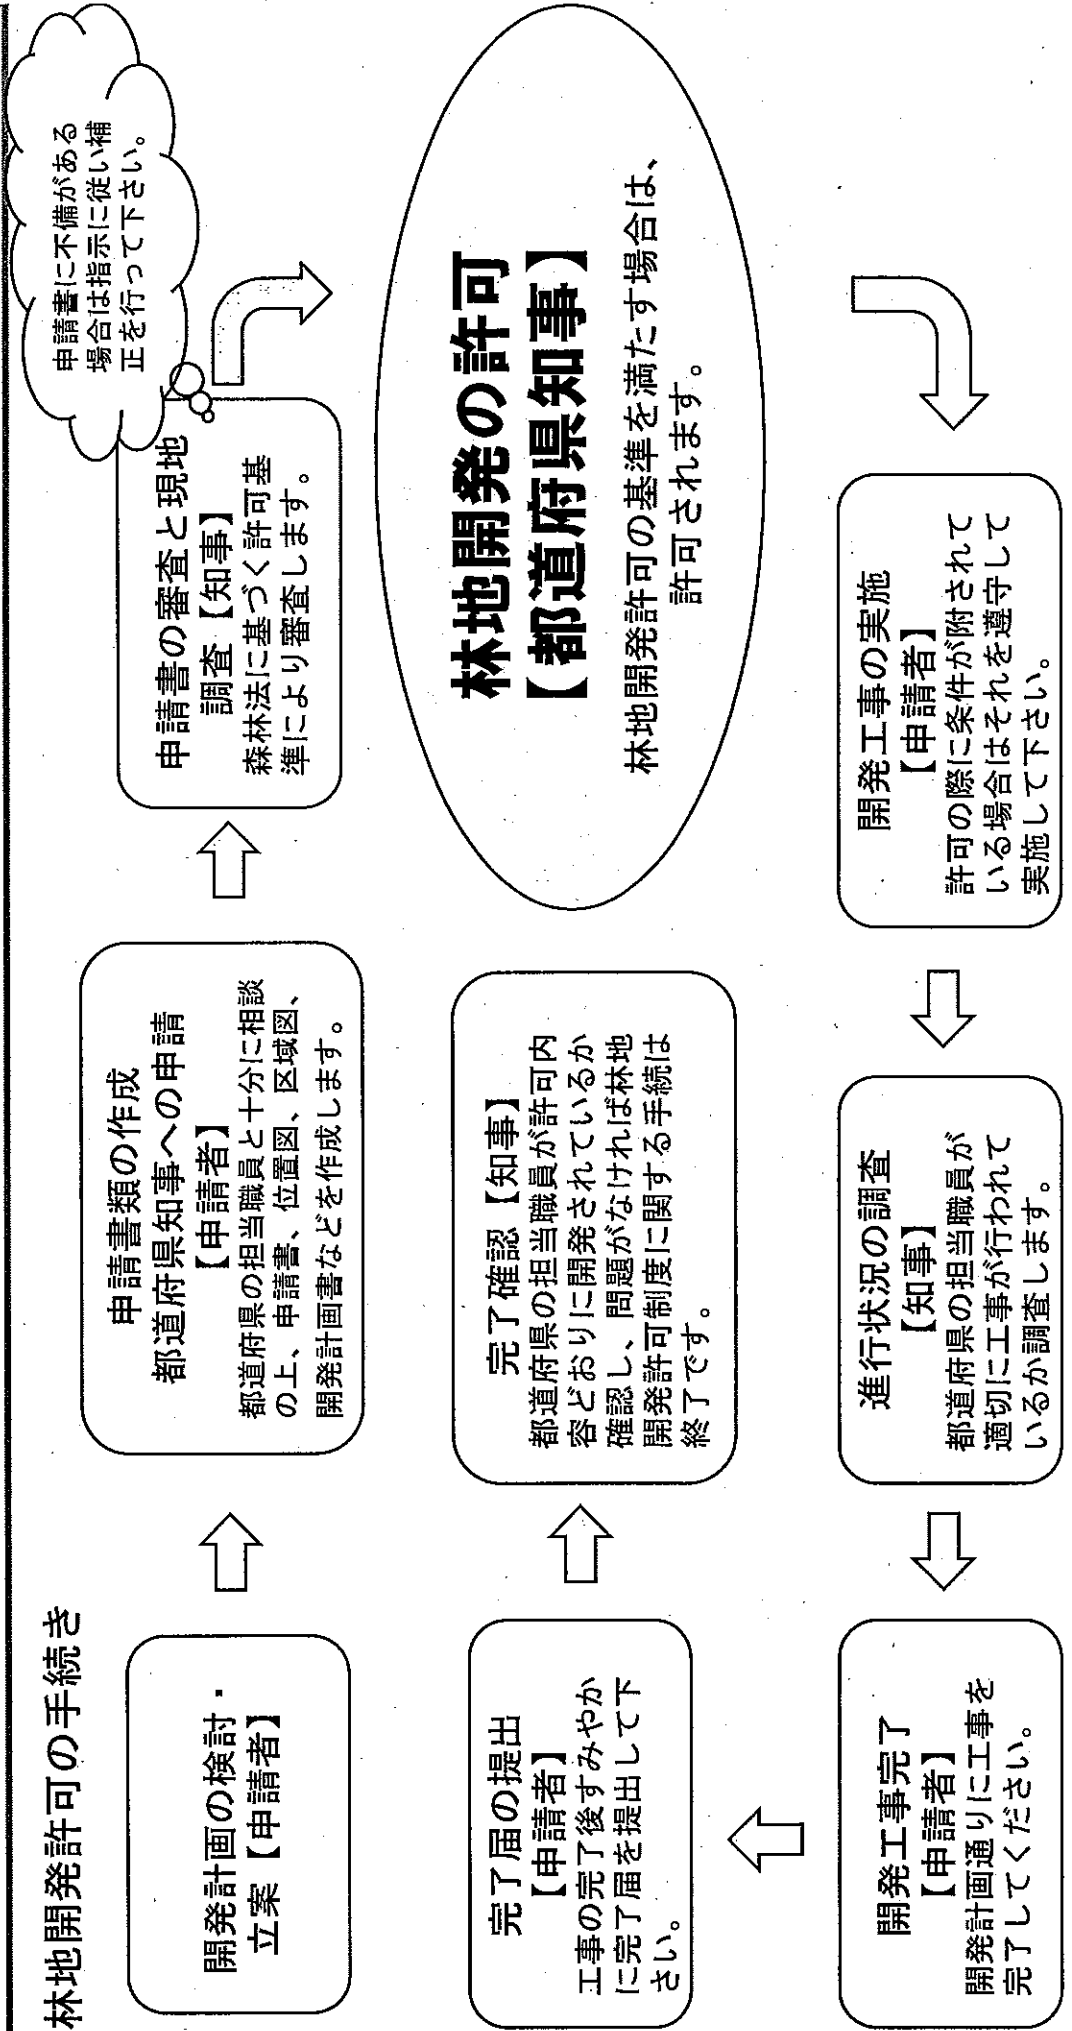 林地開発許可の手続き
開発計画の検討・
立案【申請者】
申請書類の作成
都道府県知事への申請
【申請者】
都道府県の担当職員と十分に相談
の上、申請書、位置図、区域図、
開発計画書などを作成します。
申請書の審査と現地
調査【知事】
森林法に基づく許可基
準により審査します。
申請書に不備がある
場合は指示に従い補
正を行って下さい。
林地開発の許可
【都道府県知事】
林地開発許可の基準を満たす場合は、
許可されます。
開発工事の実施
【申請者】
許可の際に条件が附されて
いる場合はそれを遵守して
実施して下さい。
進行状況の調査
【知事】
都道府県の担当職員が
適切に工事が行われて
いるか調査します。
開発工事完了
【申請者】
開発計画通りに工事を
完了してください。
完了届の提出
【申請者】
工事の完了後すみやか
に完了届を提出して下
さい。
完了確認【知事】
都道府県の担当職員が許可内
容どおりに開発されているか
確認し、問題がなければ林地
開発許可制度に関する手続は
終了です。